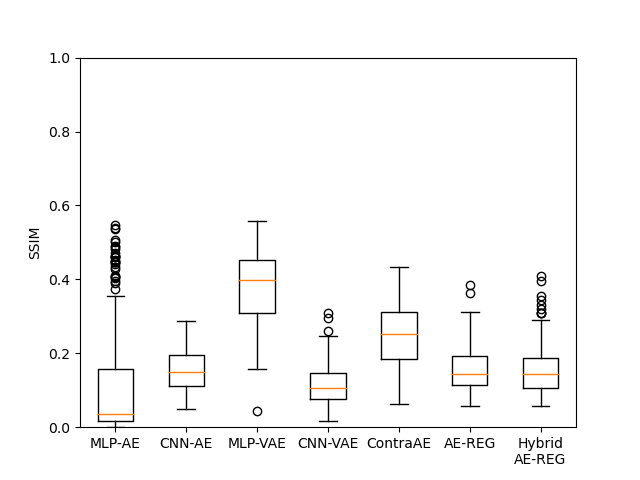 1.0
0.8
0.6
0.4
0.2
0.0
SSIM
MLP-AE
CNN-AE
MLP-VAE
CNN-VAE
ContraAE
AE-REG
Hybrid
AE-REG